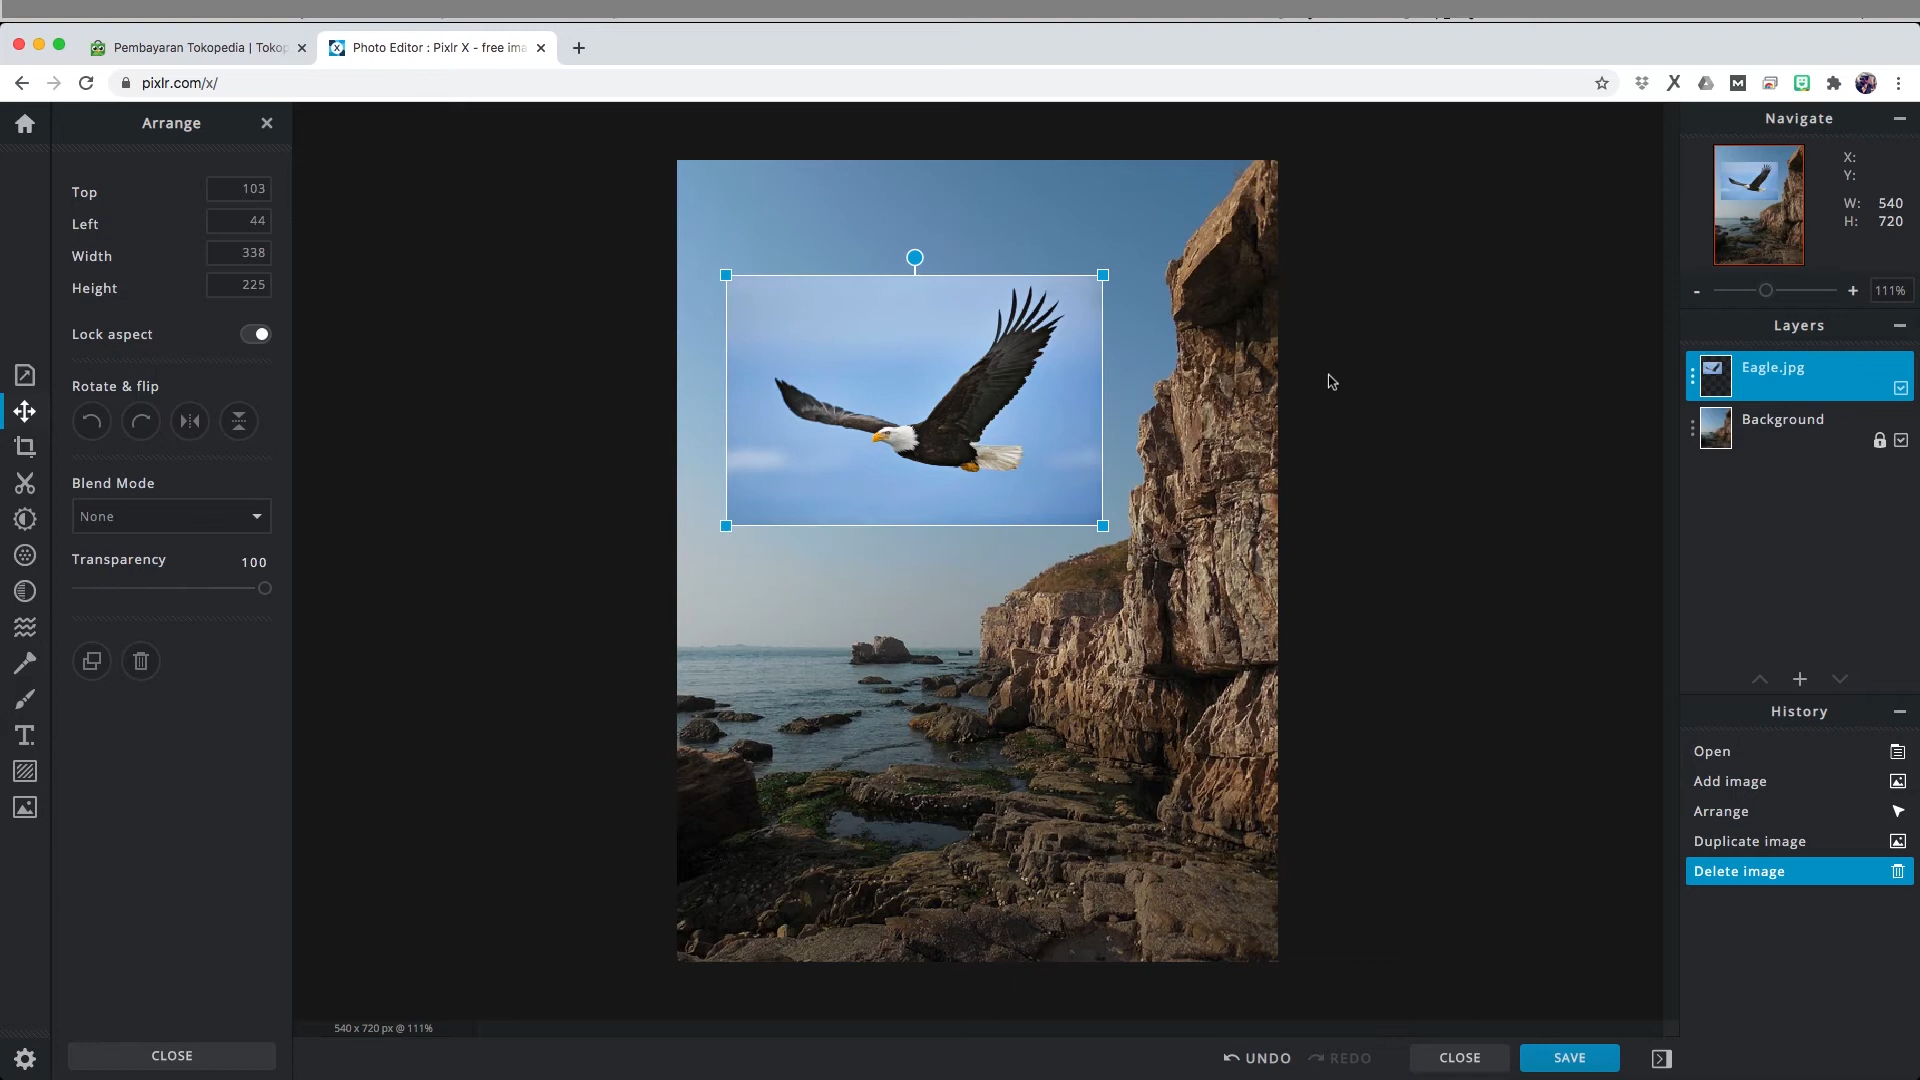 Pembayaran Tokopedia | Tokop
Photo Editor : Pixlr X - free ima
pixlr.com/x/
Arrange
Top 103
Left 44
Width 338
Height 225
Lock aspect
Rotate & flip
Blend Mode
None
Transparency 100
CLOSE
540 x 720 px @ 111%
UNDO
REDO
CLOSE
SAVE
Navigate
X:
Y:
W: 540
H: 720
- + 111%
Layers
Eagle.jpg
Background
History
Open
Add image
Arrange
Duplicate image
Delete image